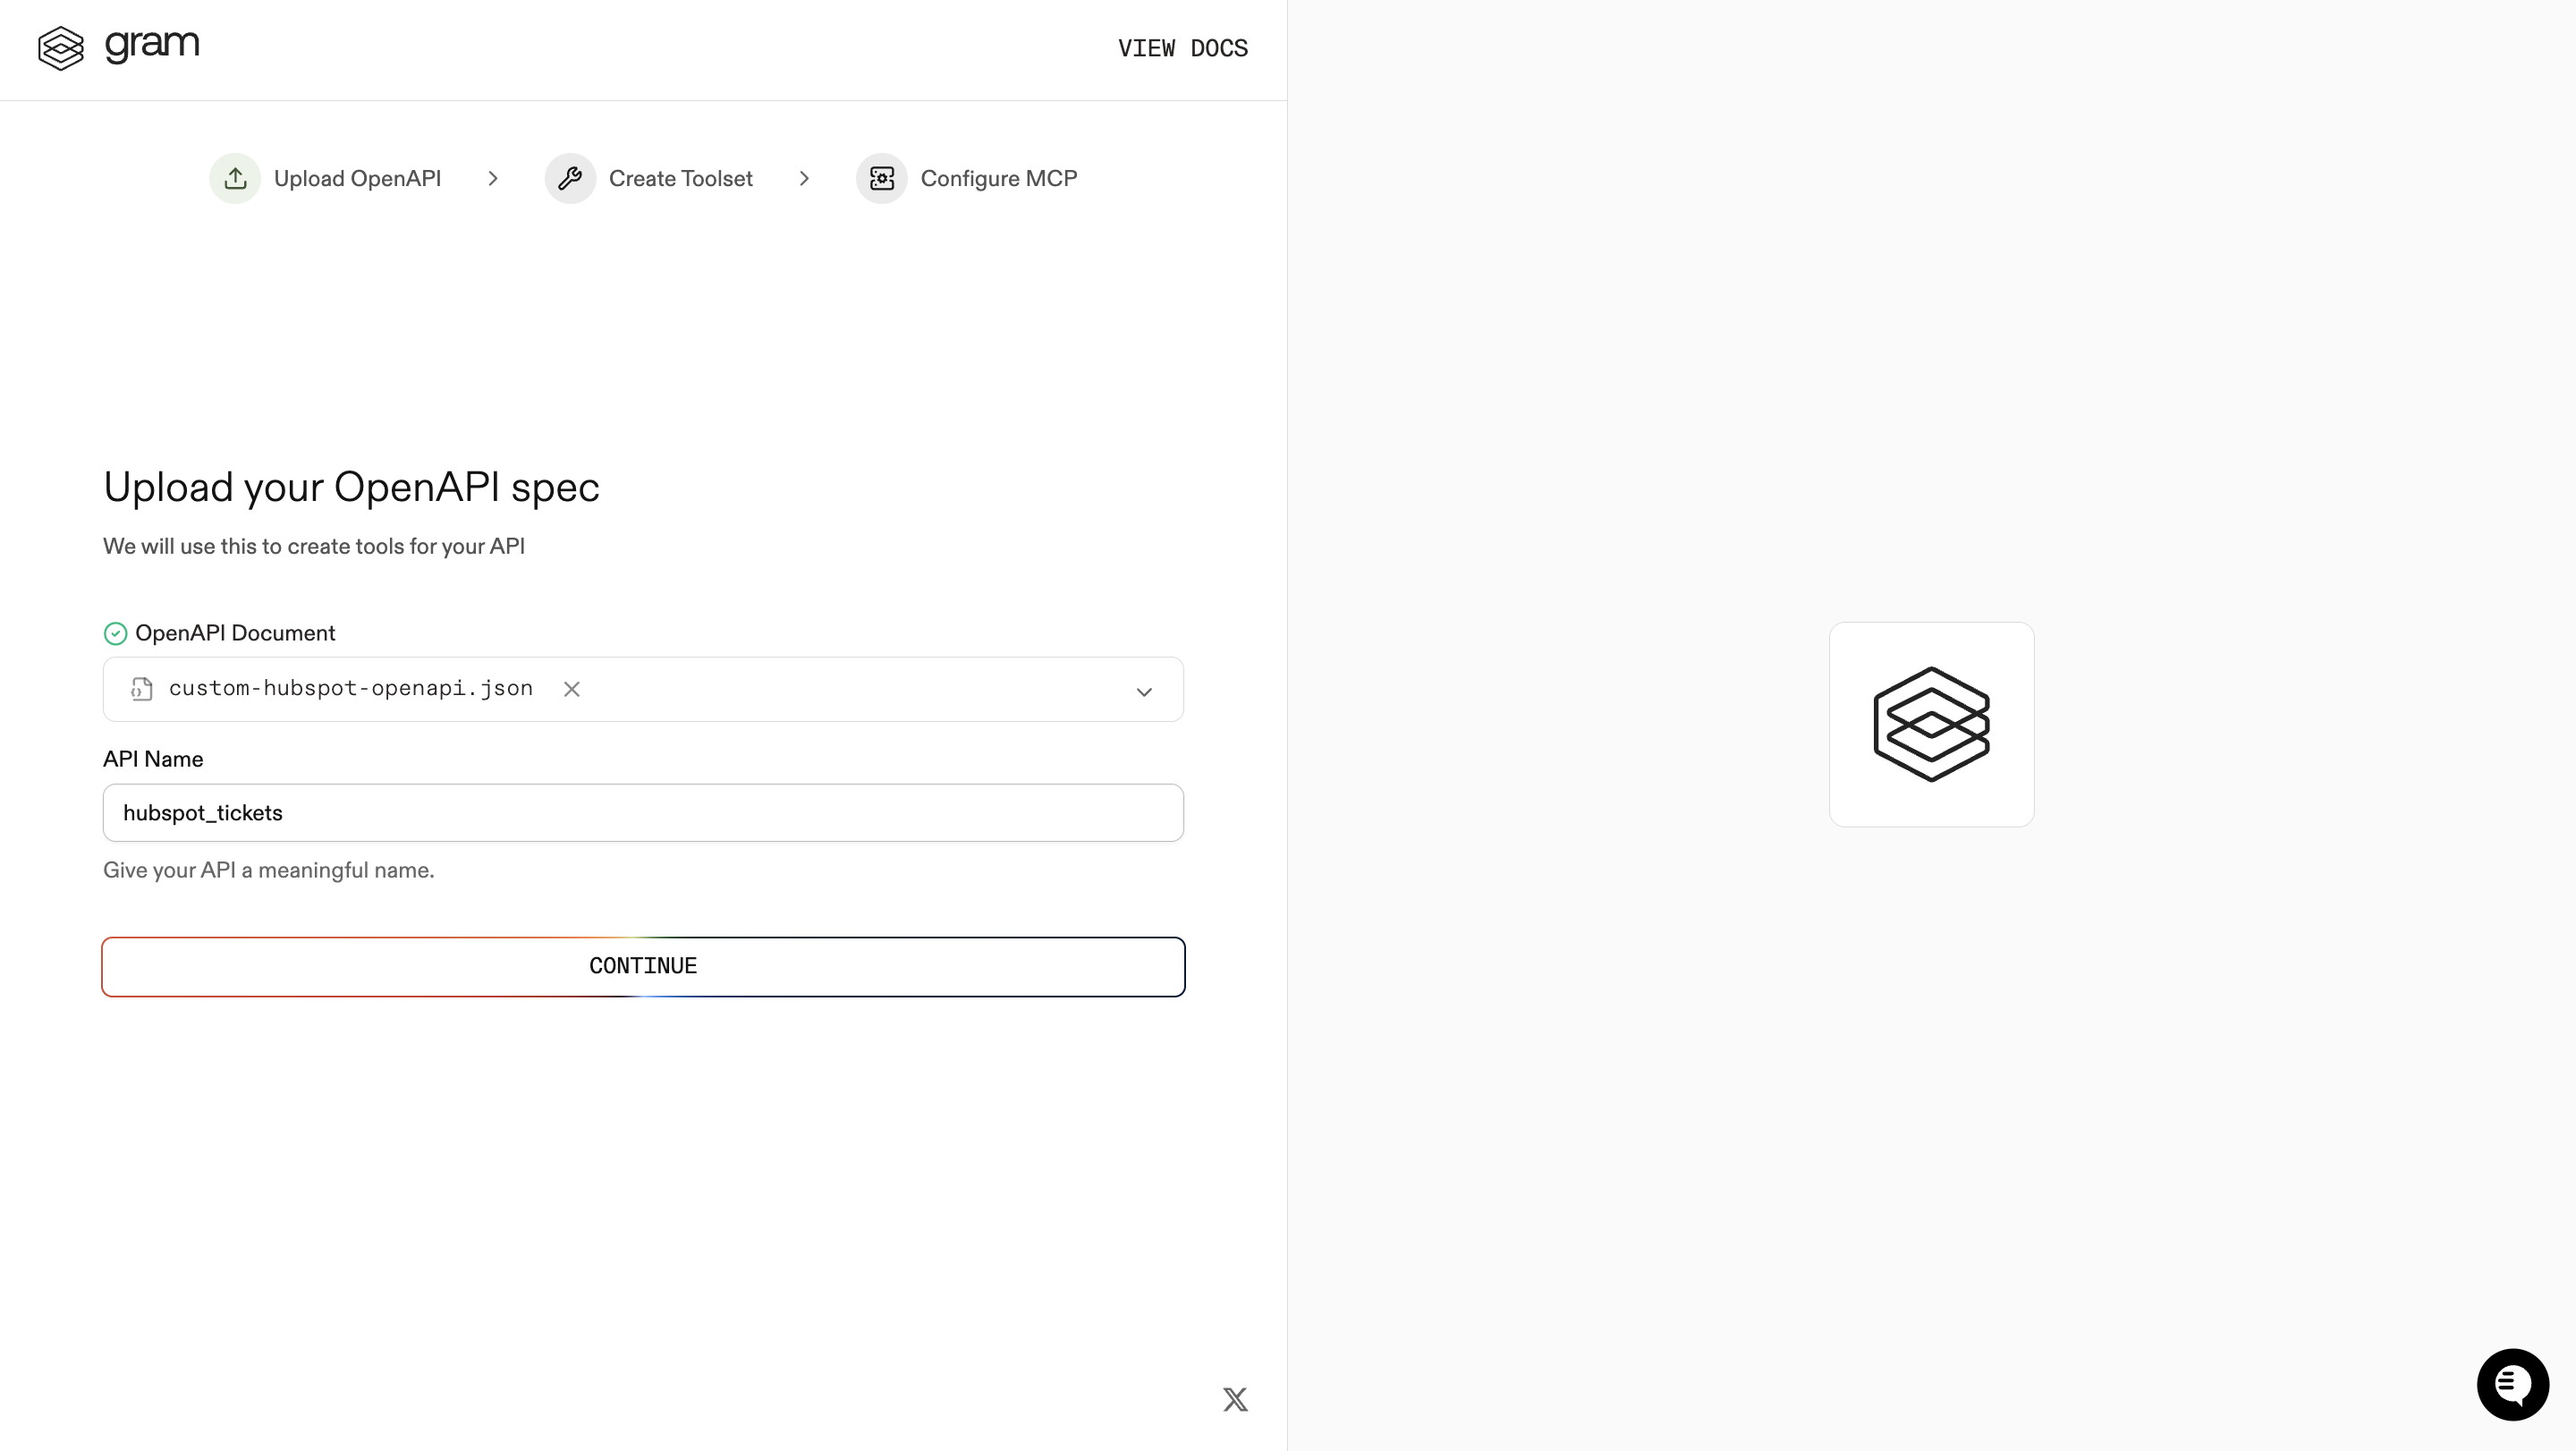 gram
VIEW DOCS
Upload OpenAPI
Create Toolset
Configure MCP
Upload your OpenAPI spec
We will use this to create tools for your API
OpenAPI Document
custom-hubspot-openapi.json
API Name
hubspot_tickets
Give your API a meaningful name.
CONTINUE